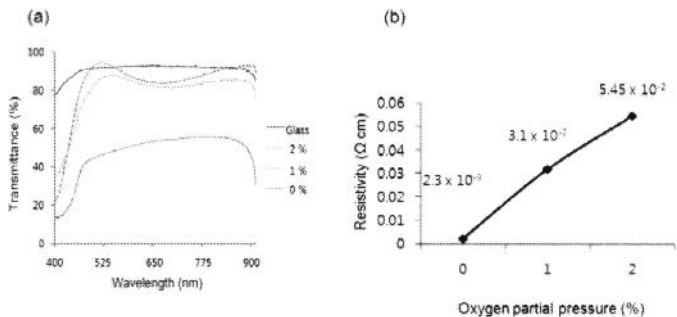 (a)
100
80
60
40
20
0
Transmittance (%)
400 525 650 775 900
Wavelength (nm)
Glass
2 %
1 %
0 %
(b)
0.06
0.05
0.04
0.03
0.02
0.01
0
Resistivity (Ω cm)
5.45 x 10⁻²
3.1 x 10⁻²
2.3 x 10⁻³
0 1 2
Oxygen partial pressure (%)